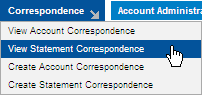 Correspondence Account Administra
View Account Correspondence
View Statement Correspondence
Create Account Correspondence
Create Statement Correspondence